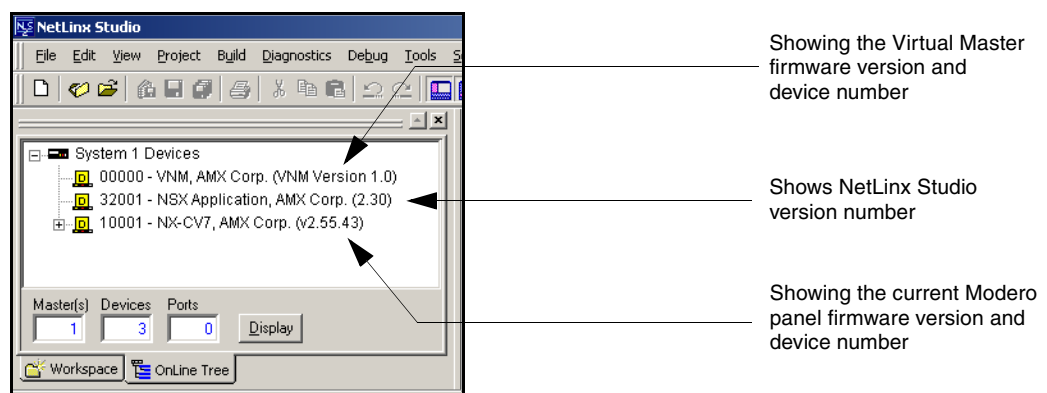 NetLinx Studio
File Edit View Project Build Diagnostics Debug Tools S
System 1 Devices
00000 - VNM, AMX Corp. (VNM Version 1.0)
32001 - NSX Application, AMX Corp. (2.30)
10001 - NX-CV7, AMX Corp. (v2.55.43)
Master(s) Devices Ports
1 3 0 Display
Workspace OnLine Tree
Showing the Virtual Master
firmware version and
device number
Shows NetLinx Studio
version number
Showing the current Modero
panel firmware version and
device number